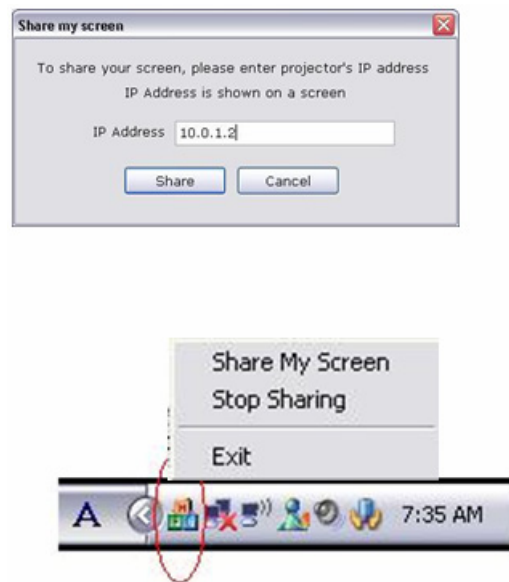 Share my screen
To share your screen, please enter projector's IP address
IP Address is shown on a screen
IP Address 10.0.1.2
Share Cancel
Share My Screen
Stop Sharing
Exit
A 7:35 AM